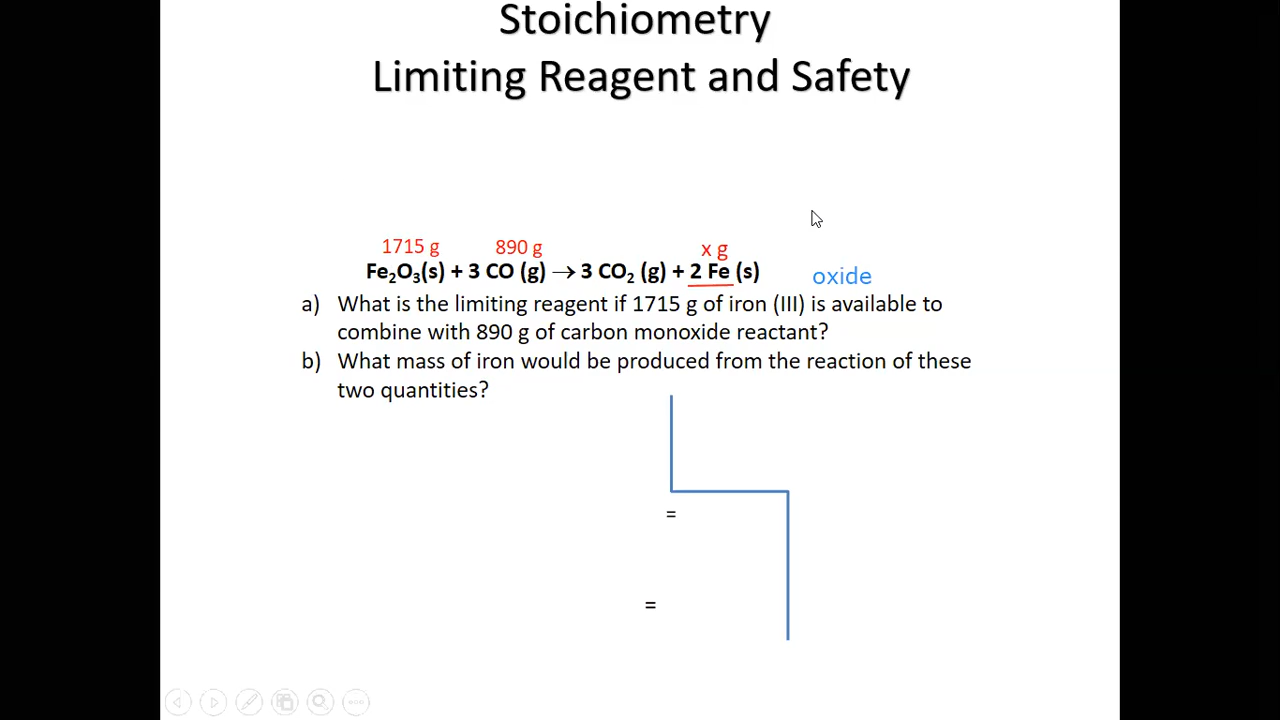 Stoichiometry
Limiting Reagent and Safety
1715 g 890 g x g
Fe₂O₃(s) + 3 CO (g) → 3 CO₂ (g) + 2 Fe (s)
oxide
a) What is the limiting reagent if 1715 g of iron (III) is available to
combine with 890 g of carbon monoxide reactant?
b) What mass of iron would be produced from the reaction of these
two quantities?
=
=